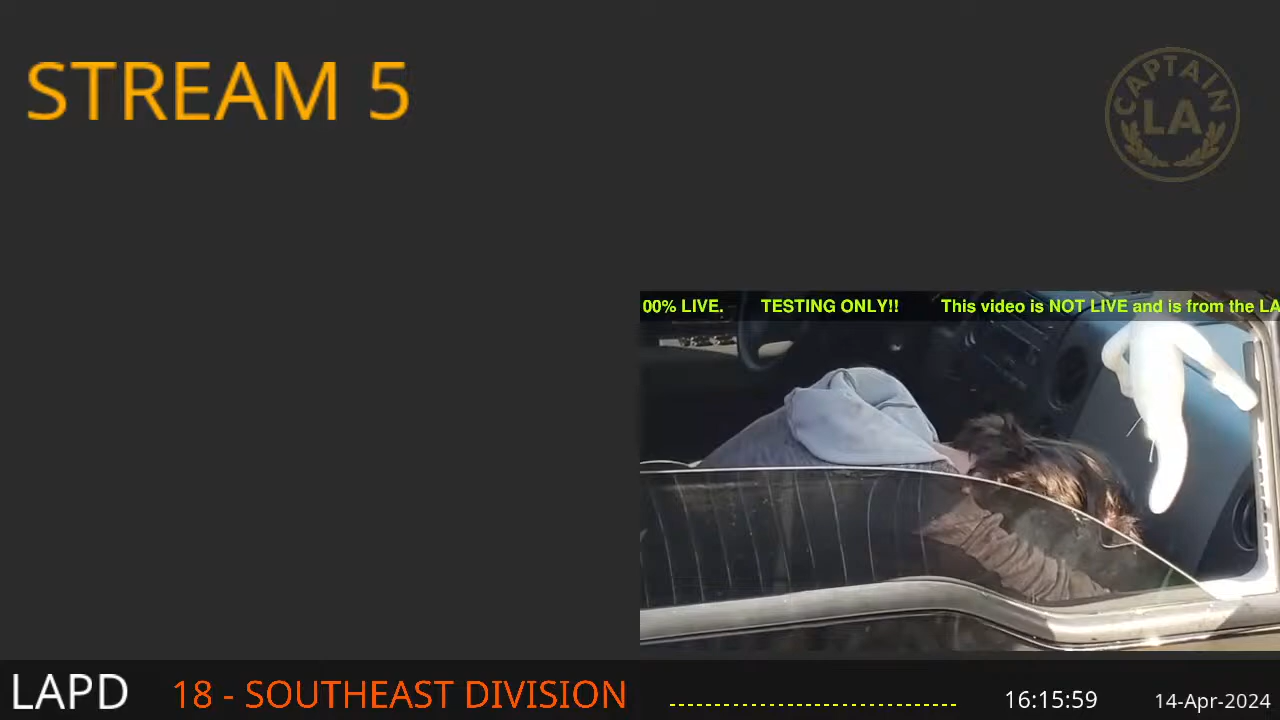 STREAM 5
CAPTAIN
LA
00% LIVE. TESTING ONLY!! This video is NOT LIVE and is from the LA
LAPD 18 - SOUTHEAST DIVISION 16:15:59 14-Apr-2024